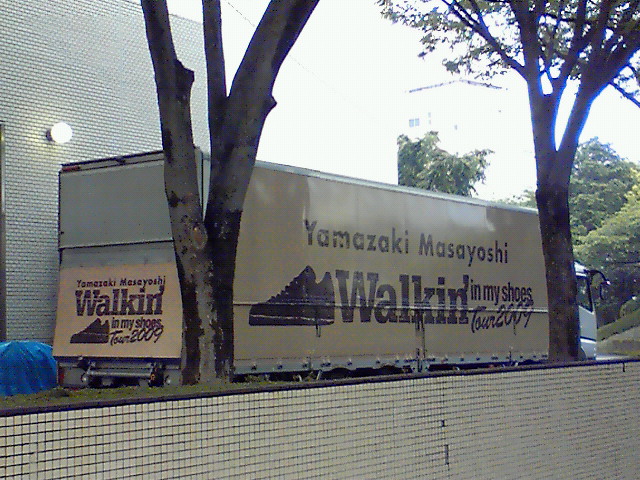 Yamazaki Masayoshi
Walkin'
in my shoes
Tour 2009
Yamazaki Masayoshi
Walkin'
in my shoes
Tour 2009